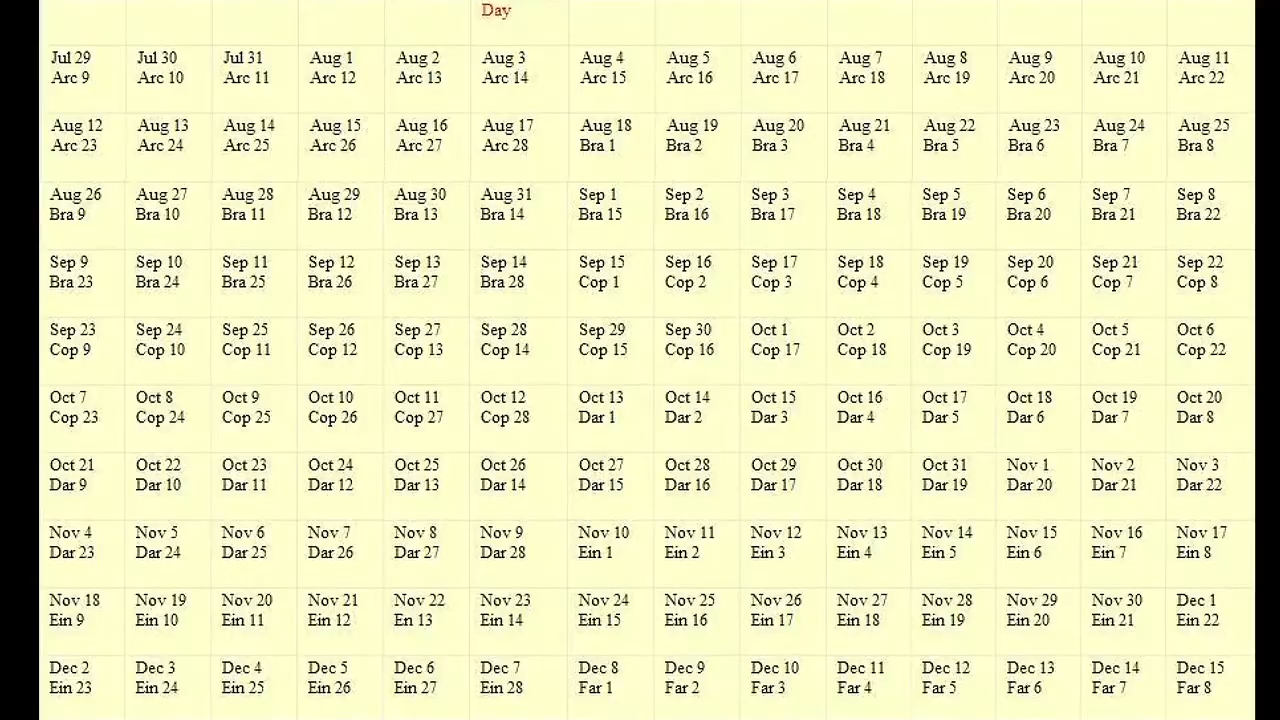 Day
Jul 29 Jul 30 Jul 31 Aug 1 Aug 2 Aug 3 Aug 4 Aug 5 Aug 6 Aug 7 Aug 8 Aug 9 Aug 10 Aug 11
Arc 9 Arc 10 Arc 11 Arc 12 Arc 13 Arc 14 Arc 15 Arc 16 Arc 17 Arc 18 Arc 19 Arc 20 Arc 21 Arc 22
Aug 12 Aug 13 Aug 14 Aug 15 Aug 16 Aug 17 Aug 18 Aug 19 Aug 20 Aug 21 Aug 22 Aug 23 Aug 24 Aug 25
Arc 23 Arc 24 Arc 25 Arc 26 Arc 27 Arc 28 Bra 1 Bra 2 Bra 3 Bra 4 Bra 5 Bra 6 Bra 7 Bra 8
Aug 26 Aug 27 Aug 28 Aug 29 Aug 30 Aug 31 Sep 1 Sep 2 Sep 3 Sep 4 Sep 5 Sep 6 Sep 7 Sep 8
Bra 9 Bra 10 Bra 11 Bra 12 Bra 13 Bra 14 Bra 15 Bra 16 Bra 17 Bra 18 Bra 19 Bra 20 Bra 21 Bra 22
Sep 9 Sep 10 Sep 11 Sep 12 Sep 13 Sep 14 Sep 15 Sep 16 Sep 17 Sep 18 Sep 19 Sep 20 Sep 21 Sep 22
Bra 23 Bra 24 Bra 25 Bra 26 Bra 27 Bra 28 Cop 1 Cop 2 Cop 3 Cop 4 Cop 5 Cop 6 Cop 7 Cop 8
Sep 23 Sep 24 Sep 25 Sep 26 Sep 27 Sep 28 Sep 29 Sep 30 Oct 1 Oct 2 Oct 3 Oct 4 Oct 5 Oct 6
Cop 9 Cop 10 Cop 11 Cop 12 Cop 13 Cop 14 Cop 15 Cop 16 Cop 17 Cop 18 Cop 19 Cop 20 Cop 21 Cop 22
Oct 7 Oct 8 Oct 9 Oct 10 Oct 11 Oct 12 Oct 13 Oct 14 Oct 15 Oct 16 Oct 17 Oct 18 Oct 19 Oct 20
Cop 23 Cop 24 Cop 25 Cop 26 Cop 27 Cop 28 Dar 1 Dar 2 Dar 3 Dar 4 Dar 5 Dar 6 Dar 7 Dar 8
Oct 21 Oct 22 Oct 23 Oct 24 Oct 25 Oct 26 Oct 27 Oct 28 Oct 29 Oct 30 Oct 31 Nov 1 Nov 2 Nov 3
Dar 9 Dar 10 Dar 11 Dar 12 Dar 13 Dar 14 Dar 15 Dar 16 Dar 17 Dar 18 Dar 19 Dar 20 Dar 21 Dar 22
Nov 4 Nov 5 Nov 6 Nov 7 Nov 8 Nov 9 Nov 10 Nov 11 Nov 12 Nov 13 Nov 14 Nov 15 Nov 16 Nov 17
Dar 23 Dar 24 Dar 25 Dar 26 Dar 27 Dar 28 Ein 1 Ein 2 Ein 3 Ein 4 Ein 5 Ein 6 Ein 7 Ein 8
Nov 18 Nov 19 Nov 20 Nov 21 Nov 22 Nov 23 Nov 24 Nov 25 Nov 26 Nov 27 Nov 28 Nov 29 Nov 30 Dec 1
Ein 9 Ein 10 Ein 11 Ein 12 En 13 Ein 14 Ein 15 Ein 16 Ein 17 Ein 18 Ein 19 Ein 20 Ein 21 Ein 22
Dec 2 Dec 3 Dec 4 Dec 5 Dec 6 Dec 7 Dec 8 Dec 9 Dec 10 Dec 11 Dec 12 Dec 13 Dec 14 Dec 15
Ein 23 Ein 24 Ein 25 Ein 26 Ein 27 Ein 28 Far 1 Far 2 Far 3 Far 4 Far 5 Far 6 Far 7 Far 8